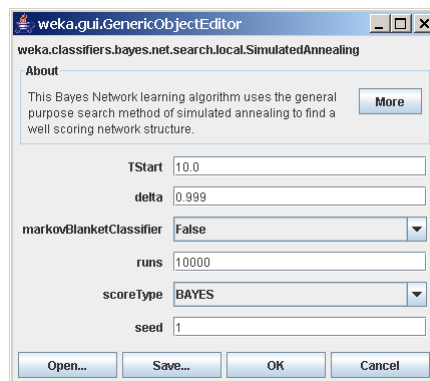 weka.gui.GenericObjectEditor
weka.classifiers.bayes.net.search.local.SimulatedAnnealing
About
This Bayes Network learning algorithm uses the general
purpose search method of simulated annealing to find a
well scoring network structure.
More
TStart 10.0
delta 0.999
markovBlanketClassifier False
runs 10000
scoreType BAYES
seed 1
Open... Save... OK Cancel